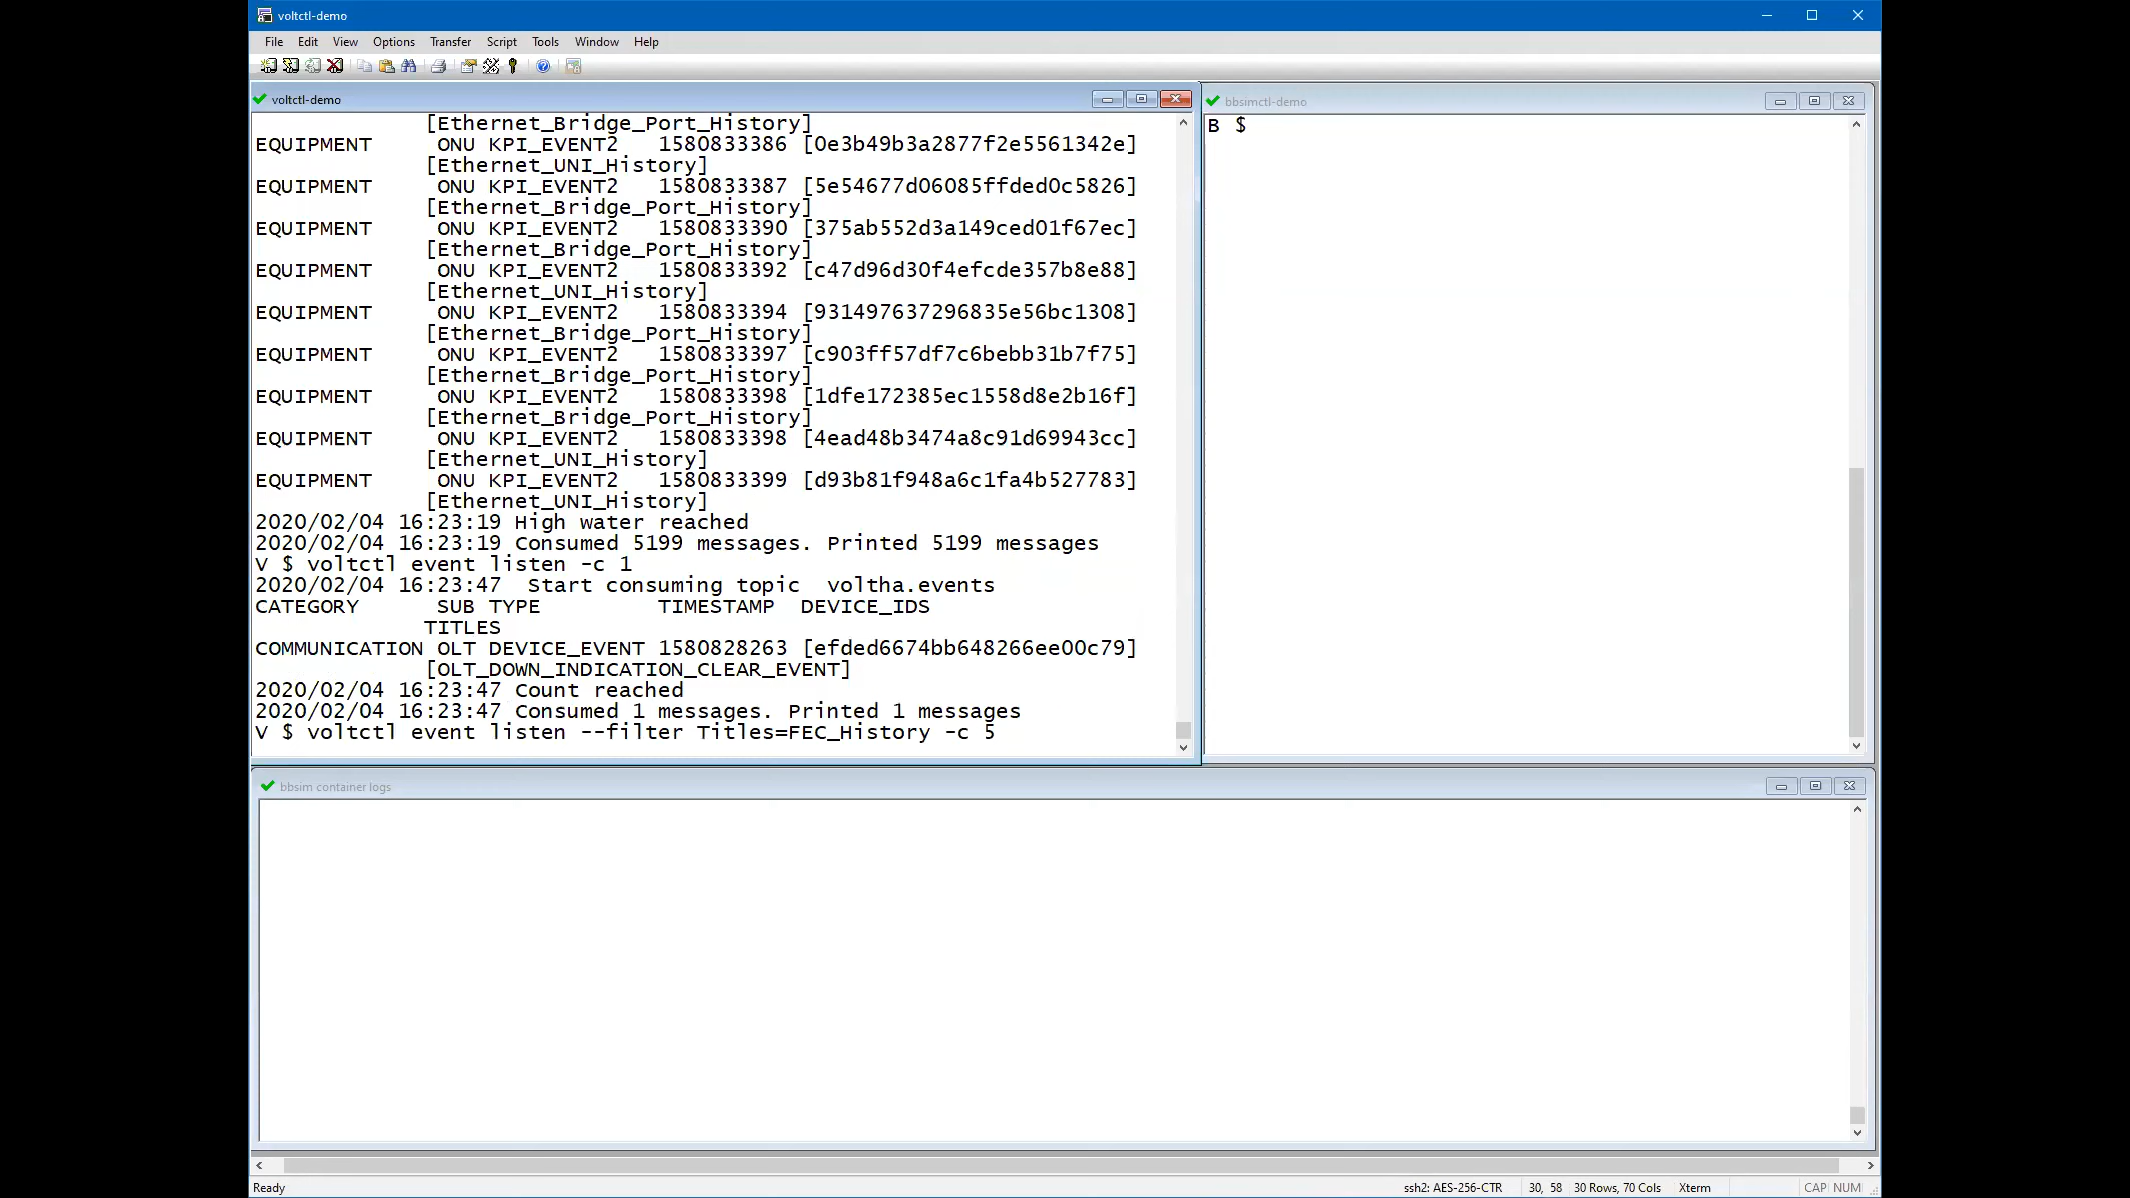 voltctl-demo
File Edit View Options Transfer Script Tools Window Help
voltctl-demo
[Ethernet_Bridge_Port_History]
EQUIPMENT ONU KPI_EVENT2 1580833386 [0e3b49b3a2877f2e5561342e]
[Ethernet_UNI_History]
EQUIPMENT ONU KPI_EVENT2 1580833387 [5e54677d06085ffded0c5826]
[Ethernet_Bridge_Port_History]
EQUIPMENT ONU KPI_EVENT2 1580833390 [375ab552d3a149ced01f67ec]
[Ethernet_Bridge_Port_History]
EQUIPMENT ONU KPI_EVENT2 1580833392 [c47d96d30f4efcde357b8e88]
[Ethernet_UNI_History]
EQUIPMENT ONU KPI_EVENT2 1580833394 [931497637296835e56bc1308]
[Ethernet_Bridge_Port_History]
EQUIPMENT ONU KPI_EVENT2 1580833397 [c903ff57df7c6bebb31b7f75]
[Ethernet_Bridge_Port_History]
EQUIPMENT ONU KPI_EVENT2 1580833398 [1dfe172385ec1558d8e2b16f]
[Ethernet_Bridge_Port_History]
EQUIPMENT ONU KPI_EVENT2 1580833398 [4ead48b3474a8c91d69943cc]
[Ethernet_UNI_History]
EQUIPMENT ONU KPI_EVENT2 1580833399 [d93b81f948a6c1fa4b527783]
[Ethernet_UNI_History]
2020/02/04 16:23:19 High water reached
2020/02/04 16:23:19 Consumed 5199 messages. Printed 5199 messages
V $ voltctl event listen -c 1
2020/02/04 16:23:47 Start consuming topic voltha.events
CATEGORY SUB TYPE TIMESTAMP DEVICE_IDS
TITLES
COMMUNICATION OLT DEVICE_EVENT 1580828263 [efded6674bb648266ee00c79]
[OLT_DOWN_INDICATION_CLEAR_EVENT]
2020/02/04 16:23:47 Count reached
2020/02/04 16:23:47 Consumed 1 messages. Printed 1 messages
V $ voltctl event listen --filter Titles=FEC_History -c 5
bbsimctl-demo
B $
bbsim container logs
Ready ssh2: AES-256-CTR 30, 58 30 Rows, 70 Cols Xterm CAP NUM